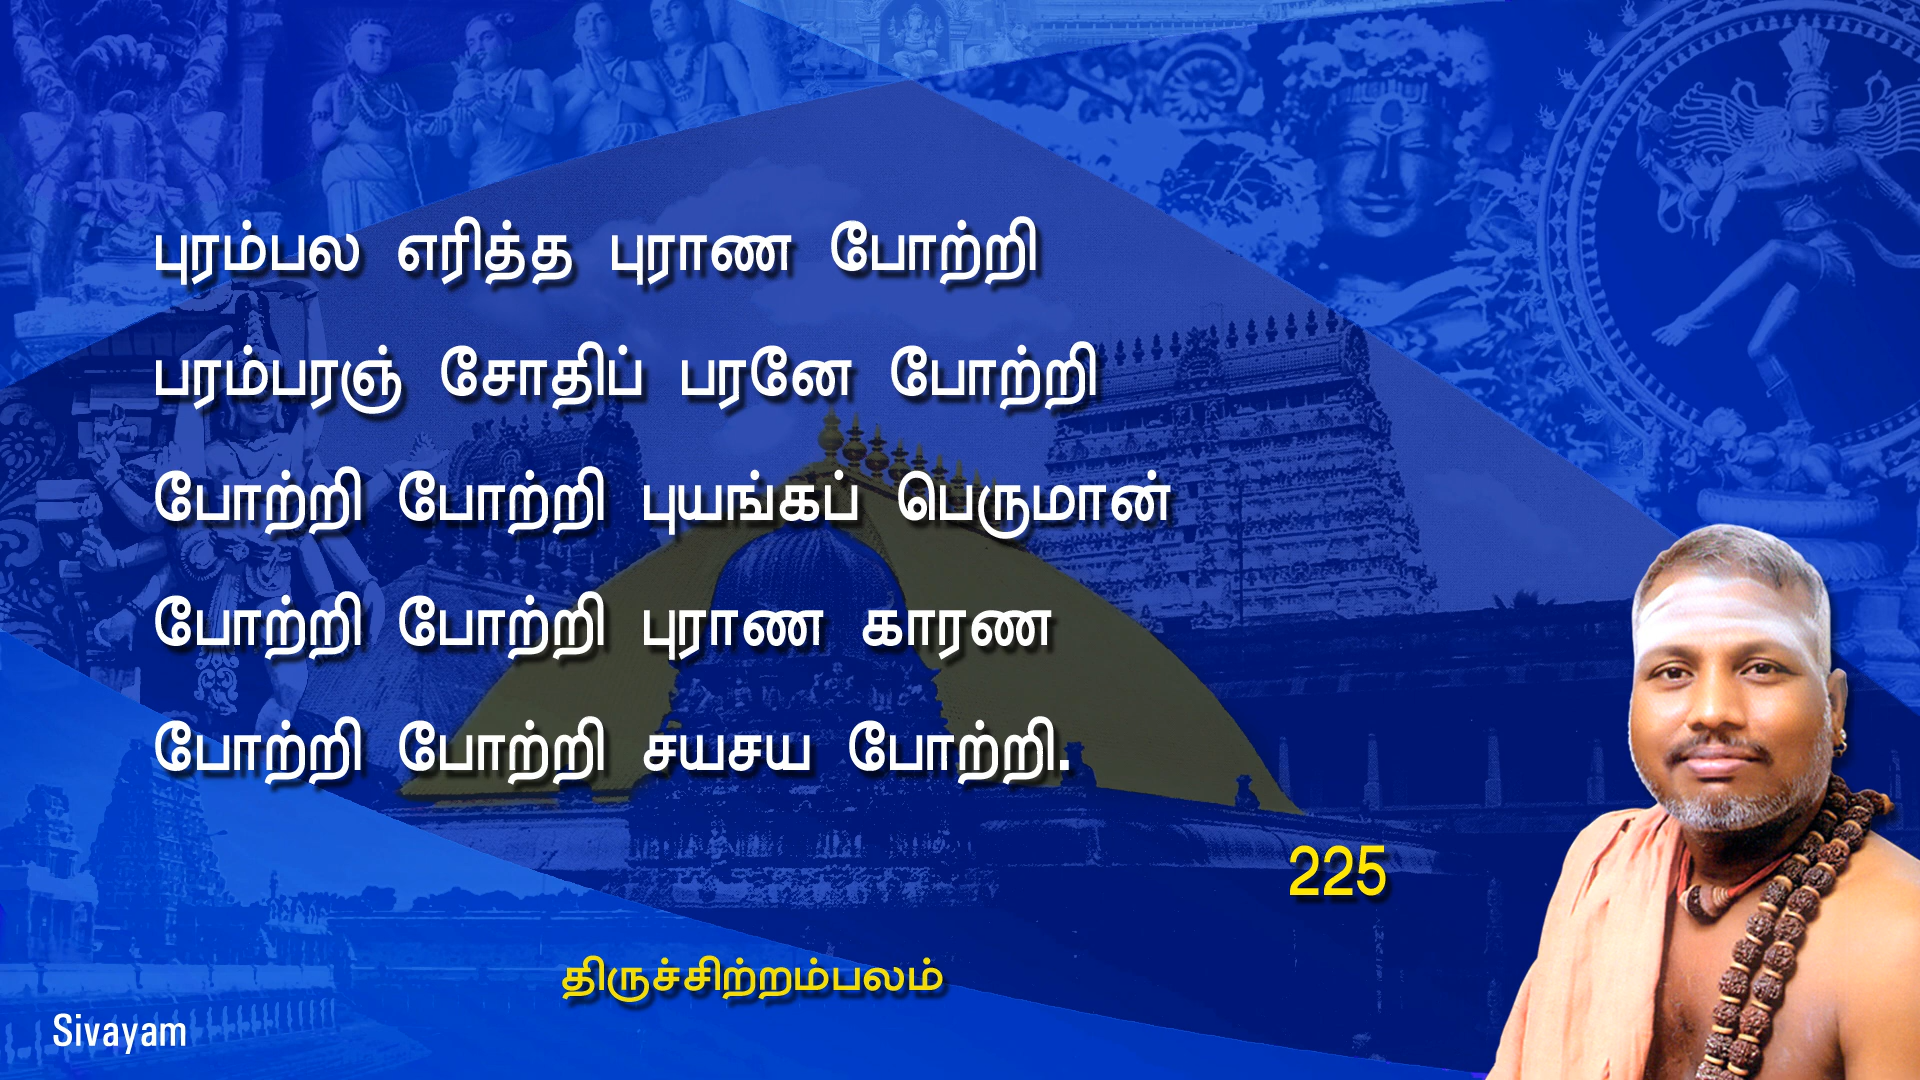 புரம்பல எரித்த புராண போற்றி
பரம்பரஞ் சோதிப் பரனே போற்றி
போற்றி போற்றி புயங்கப் பெருமான்
போற்றி போற்றி புராண காரண
போற்றி போற்றி சயசய போற்றி.
225
திருச்சிற்றம்பலம்
Sivayam